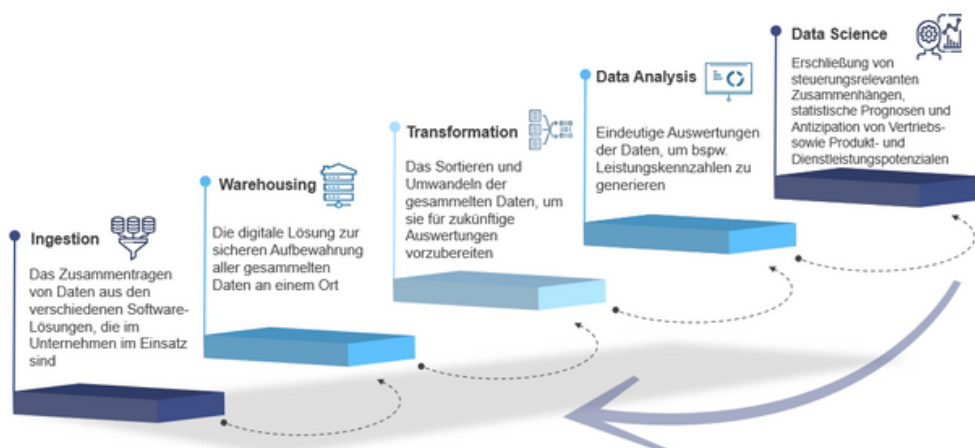 Ingestion
Das Zusammentragen
von Daten aus den
verschiedenen Software-
Lösungen, die im
Unternehmen im Einsatz
sind
Warehousing
Die digitale Lösung zur
sicheren Aufbewahrung
aller gesammelten
Daten an einem Ort
Transformation
Das Sortieren und
Umwandeln der
gesammelten Daten, um
sie für zukünftige
Auswertungen
vorzubereiten
Data Analysis
Eindeutige Auswertungen
der Daten, um bspw.
Leistungskennzahlen zu
generieren
Data Science
Erschließung von
steuerungsrelevanten
Zusammenhängen,
statistische Prognosen und
Antizipation von Vertriebs-
sowie Produkt- und
Dienstleistungspotenzialen